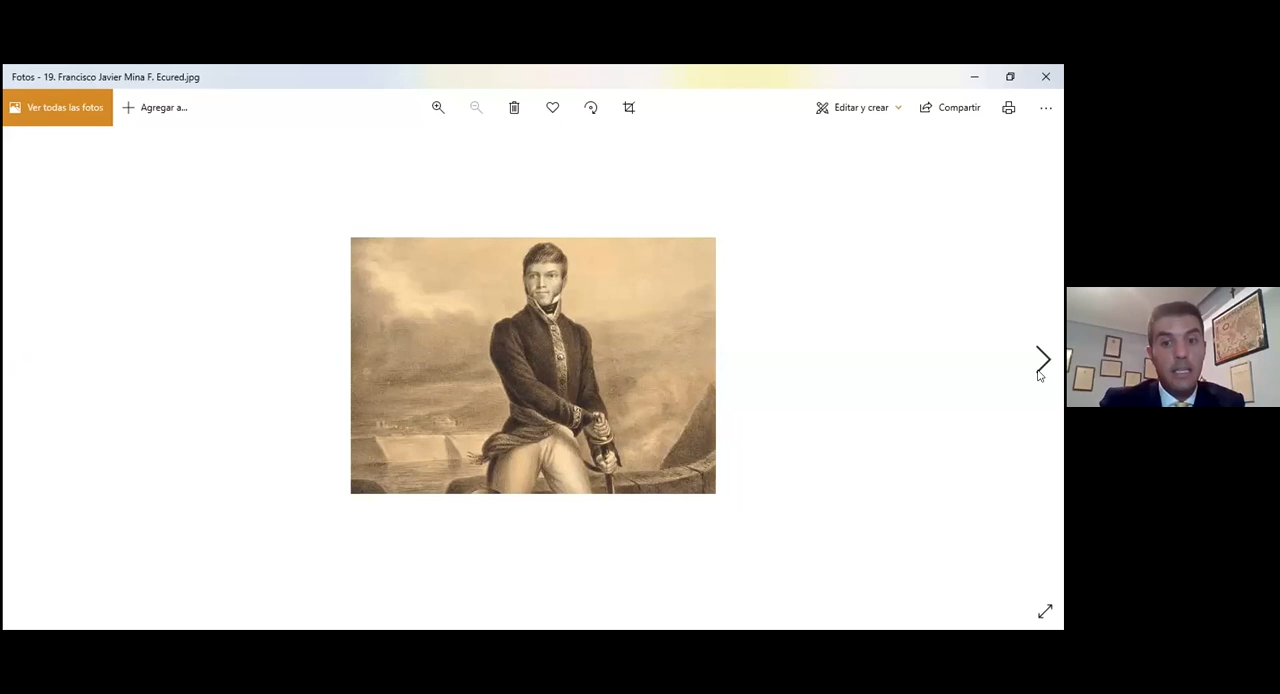 Fotos - 19. Francisco Javier Mina F. Ecured.jpg
Ver todas las fotos
Agregar a...
Editar y crear
Compartir